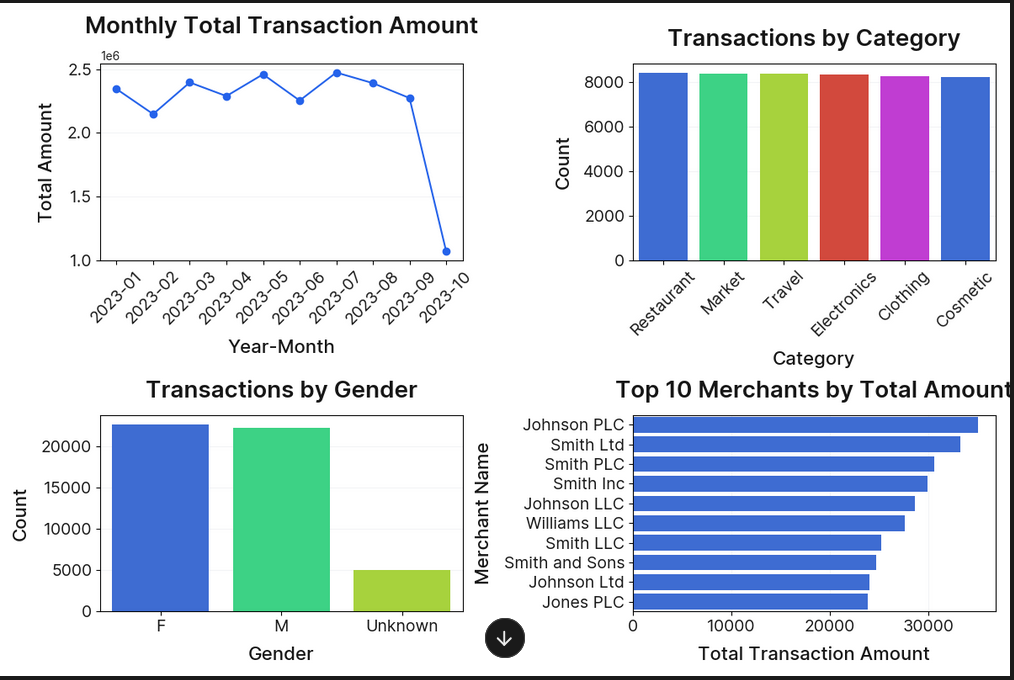 Monthly Total Transaction Amount
1e6
2.5
2.0
1.5
1.0
Total Amount
2023-01
2023-02
2023-03
2023-04
2023-05
2023-06
2023-07
2023-08
2023-09
2023-10
Year-Month
Transactions by Category
8000
6000
4000
2000
0
Count
Restaurant
Market
Travel
Electronics
Clothing
Cosmetic
Category
Transactions by Gender
20000
15000
10000
5000
0
Count
F
M
Unknown
Gender
Top 10 Merchants by Total Amount
Merchant Name
Johnson PLC
Smith Ltd
Smith PLC
Smith Inc
Johnson LLC
Williams LLC
Smith LLC
Smith and Sons
Johnson Ltd
Jones PLC
0
10000
20000
30000
Total Transaction Amount